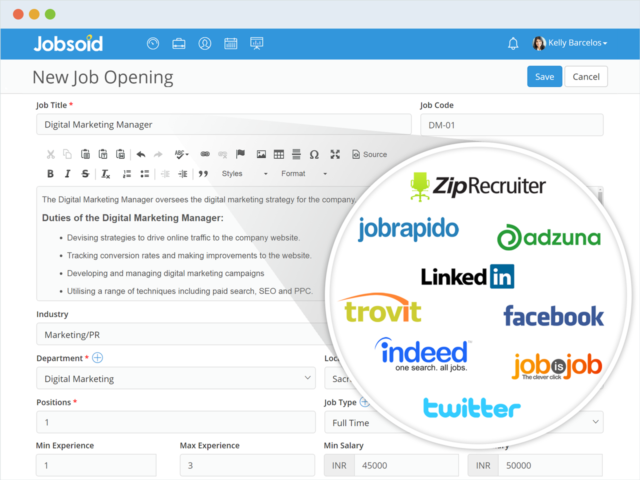 Jobsoid
Kelly Barcelos
New Job Opening
Save
Cancel
Job Title *
Job Code
Digital Marketing Manager
DM-01
ABC
Source
B I S Tx
Styles
Format
The Digital Marketing Manager oversees the digital marketing strategy for the company.
Duties of the Digital Marketing Manager:
• Devising strategies to drive online traffic to the company website.
• Tracking conversion rates and making improvements to the website.
• Developing and managing digital marketing campaigns
• Utilising a range of techniques including paid search, SEO and PPC.
ZipRecruiter
jobrapido
adzuna
Linked in
trovit
facebook
indeed
one search. all jobs.
job is job
The clever click
twitter
Industry
Marketing/PR
Department *
Digital Marketing
Positions *
Job Type
1
Full Time
Min Experience
Max Experience
Min Salary
1
3
INR 45000
INR 50000